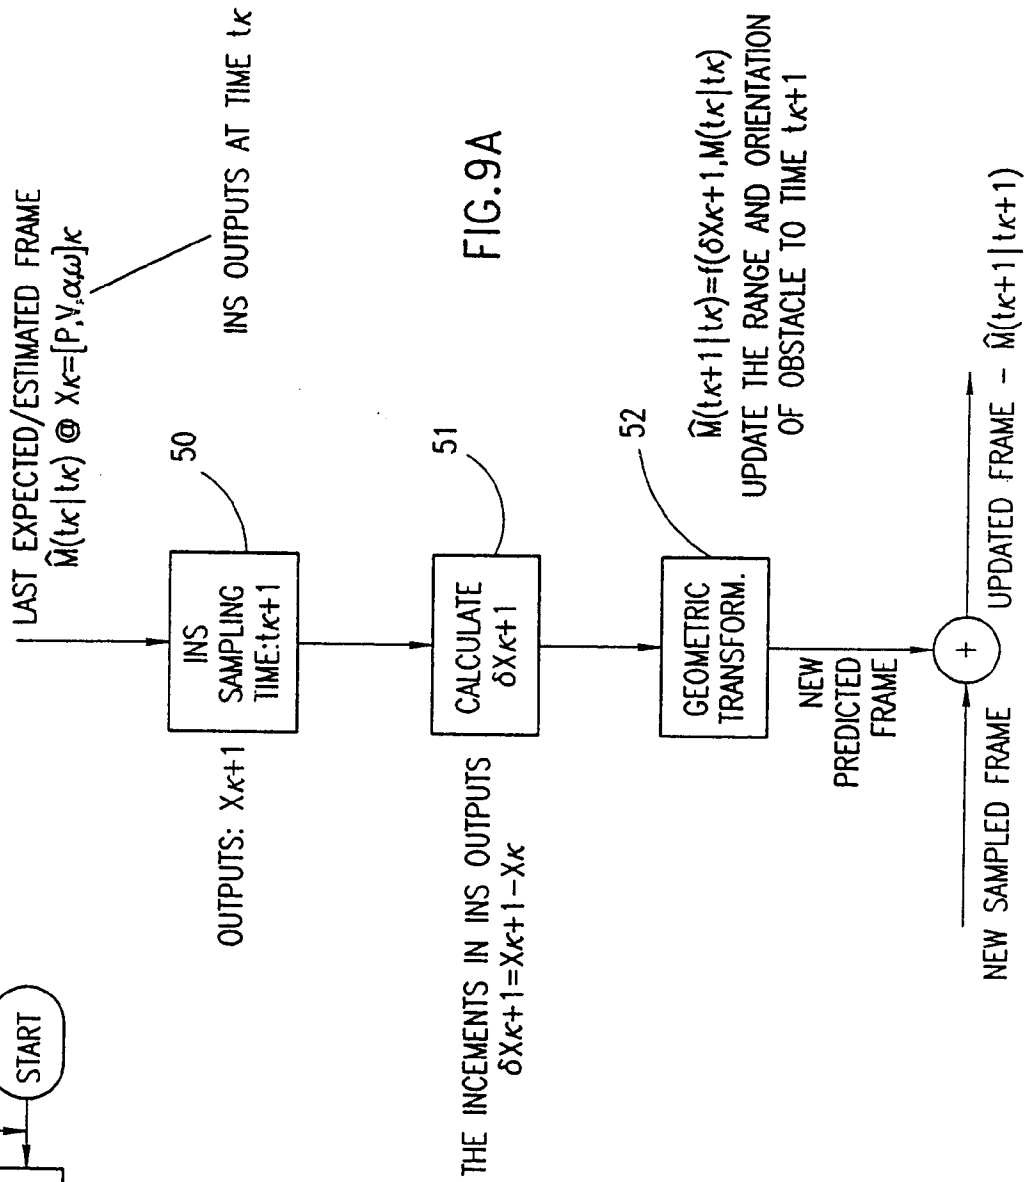 LAST EXPECTED/ESTIMATED FRAME
M̂(tκ|tκ) @ Xκ=[P,V,α,ω]κ
INS OUTPUTS AT TIME tκ
50
INS
SAMPLING
TIME:tκ+1
OUTPUTS: Xκ+1
51
CALCULATE
δXκ+1
THE INCEMENTS IN INS OUTPUTS
δXκ+1=Xκ+1−Xκ
FIG.9A
52
GEOMETRIC
TRANSFORM.
M̂(tκ+1|tκ)=f(δXκ+1,M(tκ|tκ)
UPDATE THE RANGE AND ORIENTATION
OF OBSTACLE TO TIME tκ+1
NEW
PREDICTED
FRAME
+
NEW SAMPLED FRAME
UPDATED FRAME - M̂(tκ+1|tκ+1)
START